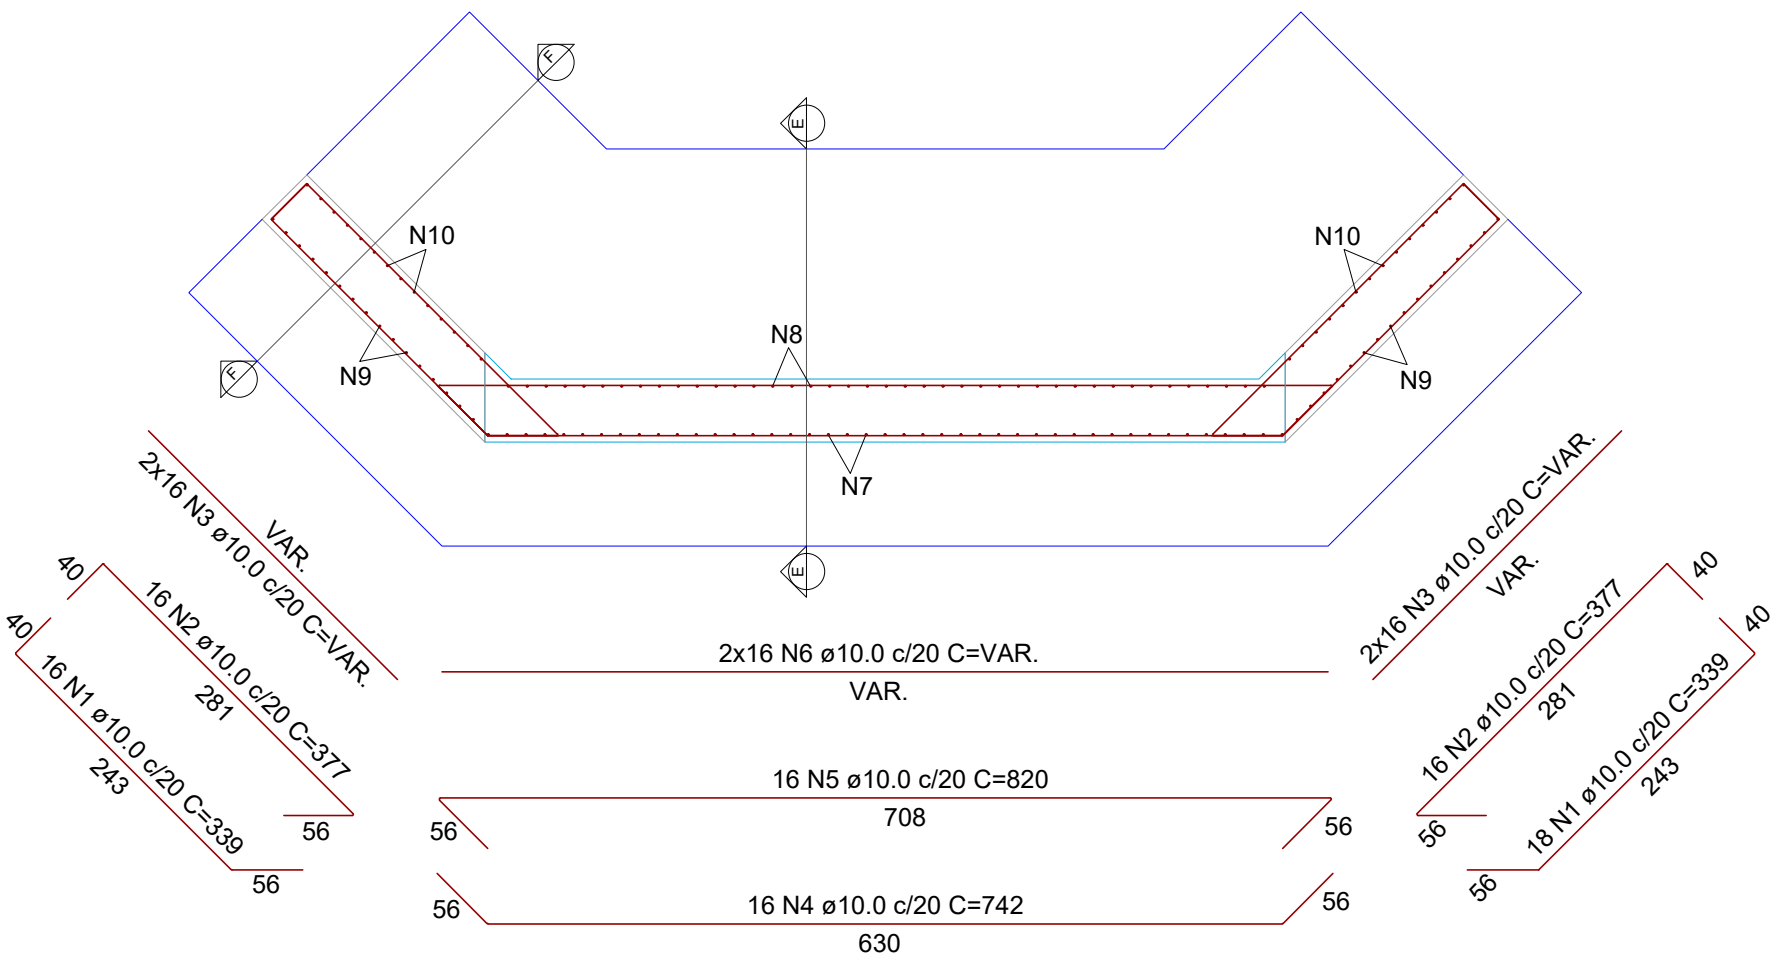 F
E
N10
N10
N8
N9
N9
F
N7
E
2x16 N3 ø10.0 c/20 C=VAR.
VAR.
40
16 N2 ø10.0 c/20 C=377
281
56
40
16 N1 ø10.0 c/20 C=339
243
56
2x16 N6 ø10.0 c/20 C=VAR.
VAR.
16 N5 ø10.0 c/20 C=820
708
56
56
16 N4 ø10.0 c/20 C=742
630
56
56
2x16 N3 ø10.0 c/20 C=VAR.
VAR.
40
16 N2 ø10.0 c/20 C=377
281
56
40
18 N1 ø10.0 c/20 C=339
243
56